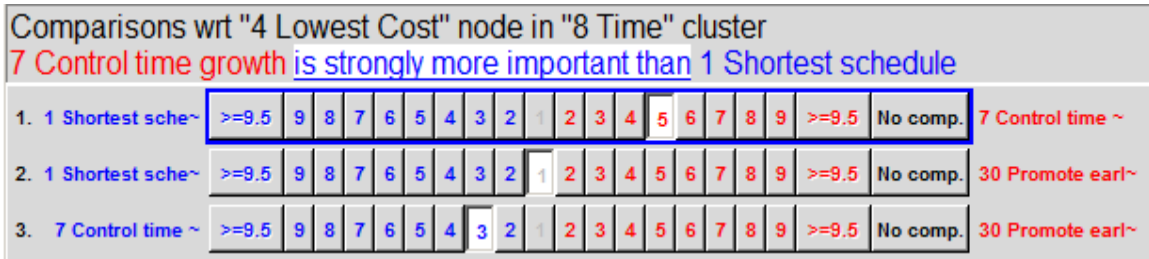 Comparisons wrt "4 Lowest Cost" node in "8 Time" cluster
7 Control time growth is strongly more important than 1 Shortest schedule
1. 1 Shortest sche~ >=9.5 9 8 7 6 5 4 3 2 1 2 3 4 5 6 7 8 9 >=9.5 No comp. 7 Control time ~
2. 1 Shortest sche~ >=9.5 9 8 7 6 5 4 3 2 1 2 3 4 5 6 7 8 9 >=9.5 No comp. 30 Promote earl~
3. 7 Control time ~ >=9.5 9 8 7 6 5 4 3 2 1 2 3 4 5 6 7 8 9 >=9.5 No comp. 30 Promote earl~